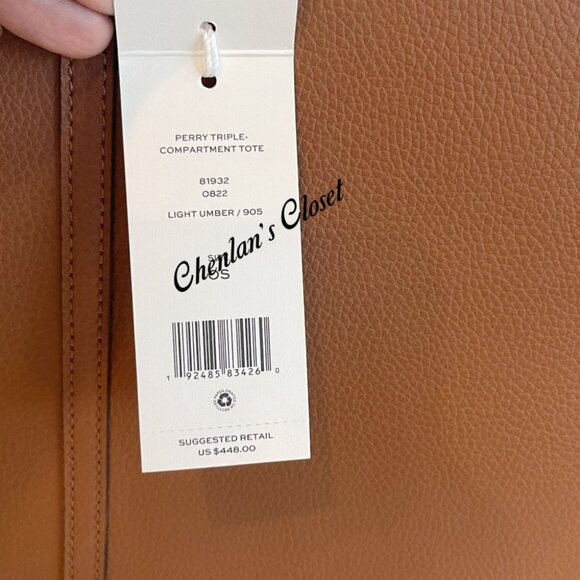 PERRY TRIPLE-
COMPARTMENT TOTE
81932
0822
LIGHT UMBER / 905
Chenlan's Closet
OS
1 92485 83426 0
SUGGESTED RETAIL
US $448.00